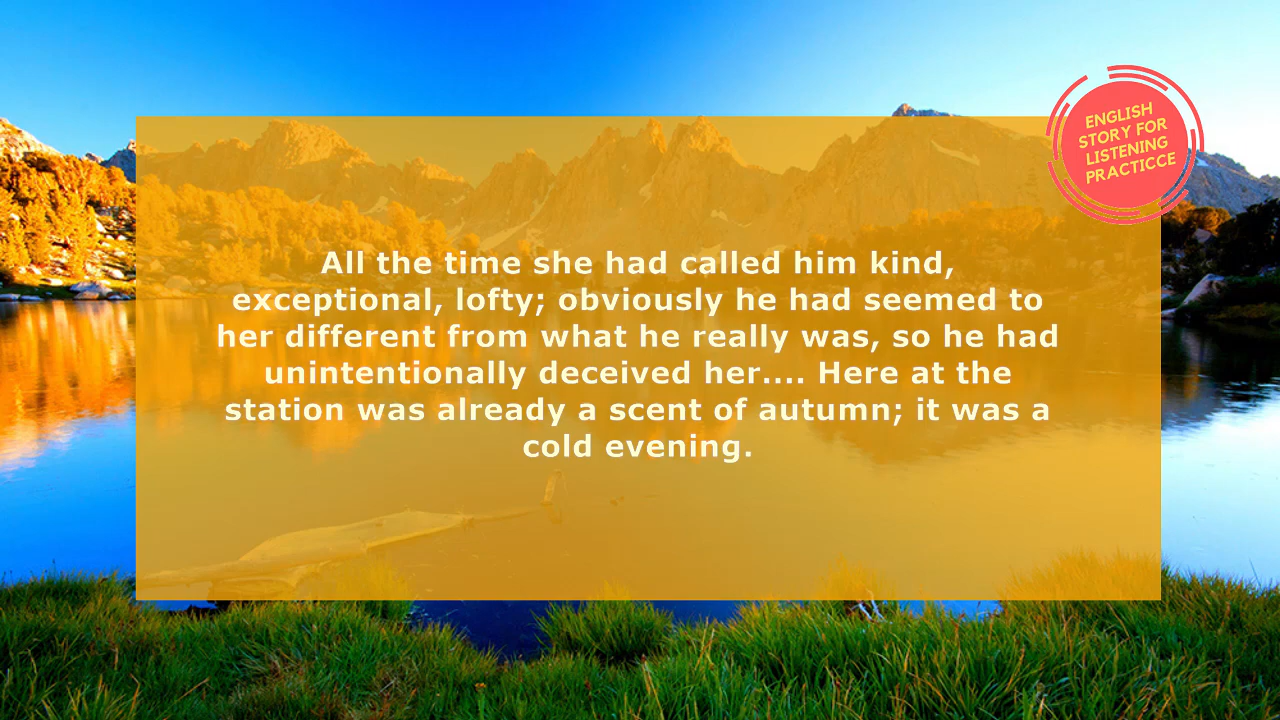 ENGLISH
STORY FOR
LISTENING
PRACTICCE
All the time she had called him kind,
exceptional, lofty; obviously he had seemed to
her different from what he really was, so he had
unintentionally deceived her.... Here at the
station was already a scent of autumn; it was a
cold evening.